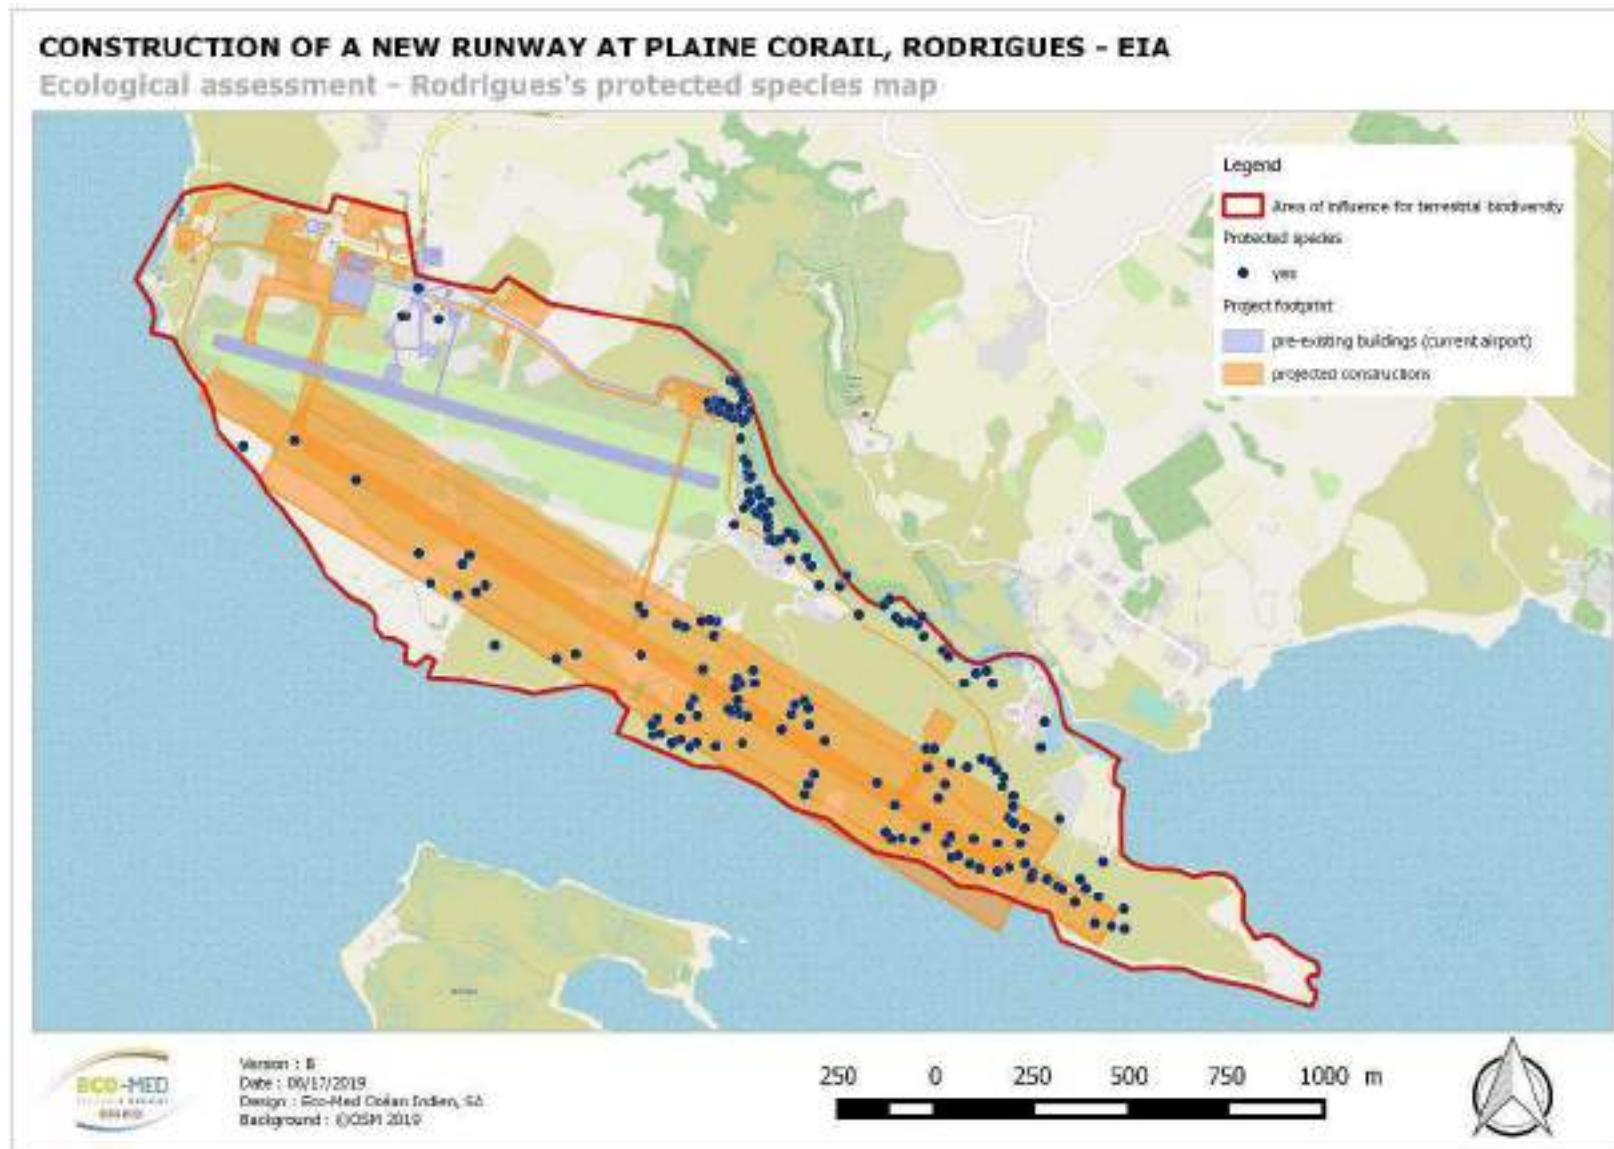 CONSTRUCTION OF A NEW RUNWAY AT PLAINE CORAIL, RODRIGUES - EIA
Ecological assessment - Rodrigues's protected species map
Legend
Area of influence for terrestrial biodiversity
Protected species
yes
Project footprint
pre-existing buildings (current airport)
projected constructions
ECO-MED
Version : B
Date : 06/17/2019
Design : Eco-Med Océan Indien, SA
Background : ©OSM 2019
250 0 250 500 750 1000 m